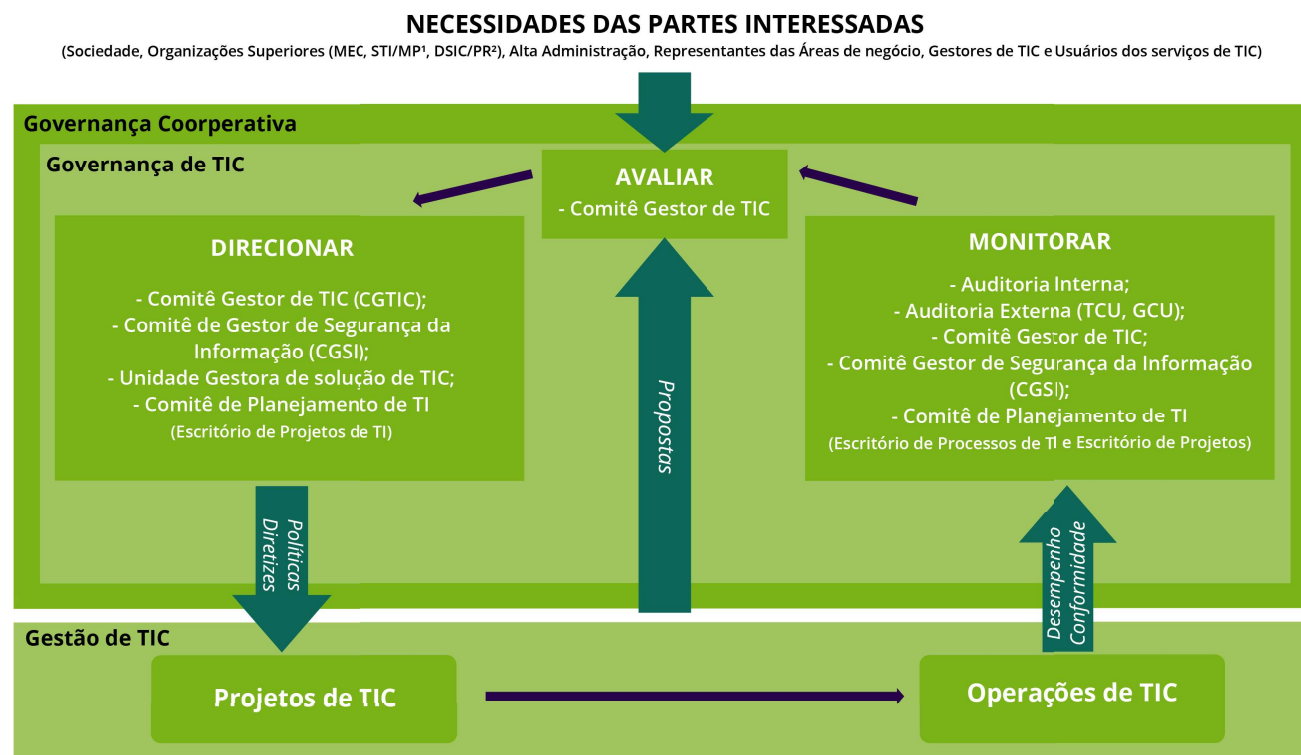 NECESSIDADES DAS PARTES INTERESSADAS
(Sociedade, Organizações Superiores (MEC, STI/MP¹, DSIC/PR²), Alta Administração, Representantes das Áreas de negócio, Gestores de TIC e Usuários dos serviços de TIC)
Governança Coorperativa
Governança de TIC
AVALIAR
- Comitê Gestor de TIC
DIRECIONAR
- Comitê Gestor de TIC (CGTIC);
- Comitê de Gestor de Segurança da
Informação (CGSI);
- Unidade Gestora de solução de TIC;
- Comitê de Planejamento de TI
(Escritório de Projetos de TI)
MONITORAR
- Auditoria Interna;
- Auditoria Externa (TCU, GCU);
- Comitê Gestor de TIC;
- Comitê Gestor de Segurança da Informação
(CGSI);
- Comitê de Planejamento de TI
(Escritório de Processos de TI e Escritório de Projetos)
Políticas
Diretizes
Propostas
Desempenho
Conformidade
Gestão de TIC
Projetos de TIC
Operações de TIC